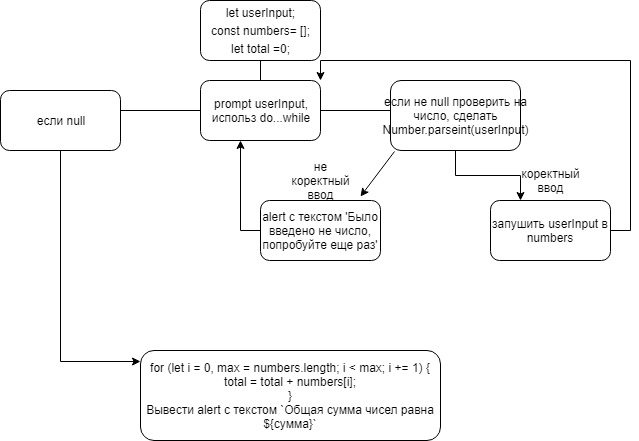 let userInput;
const numbers= [];
let total =0;
если null
prompt userInput,
использ do...while
если не null проверить на
число, сделать
Number.parseint(userInput)
не
коректный
ввод
коректный
ввод
alert с текстом 'Было
введено не число,
попробуйте еще раз'
запушить userInput в
numbers
for (let i = 0, max = numbers.length; i < max; i += 1) {
total = total + numbers[i];
}
Вывести alert с текстом `Общая сумма чисел равна
${сумма}`